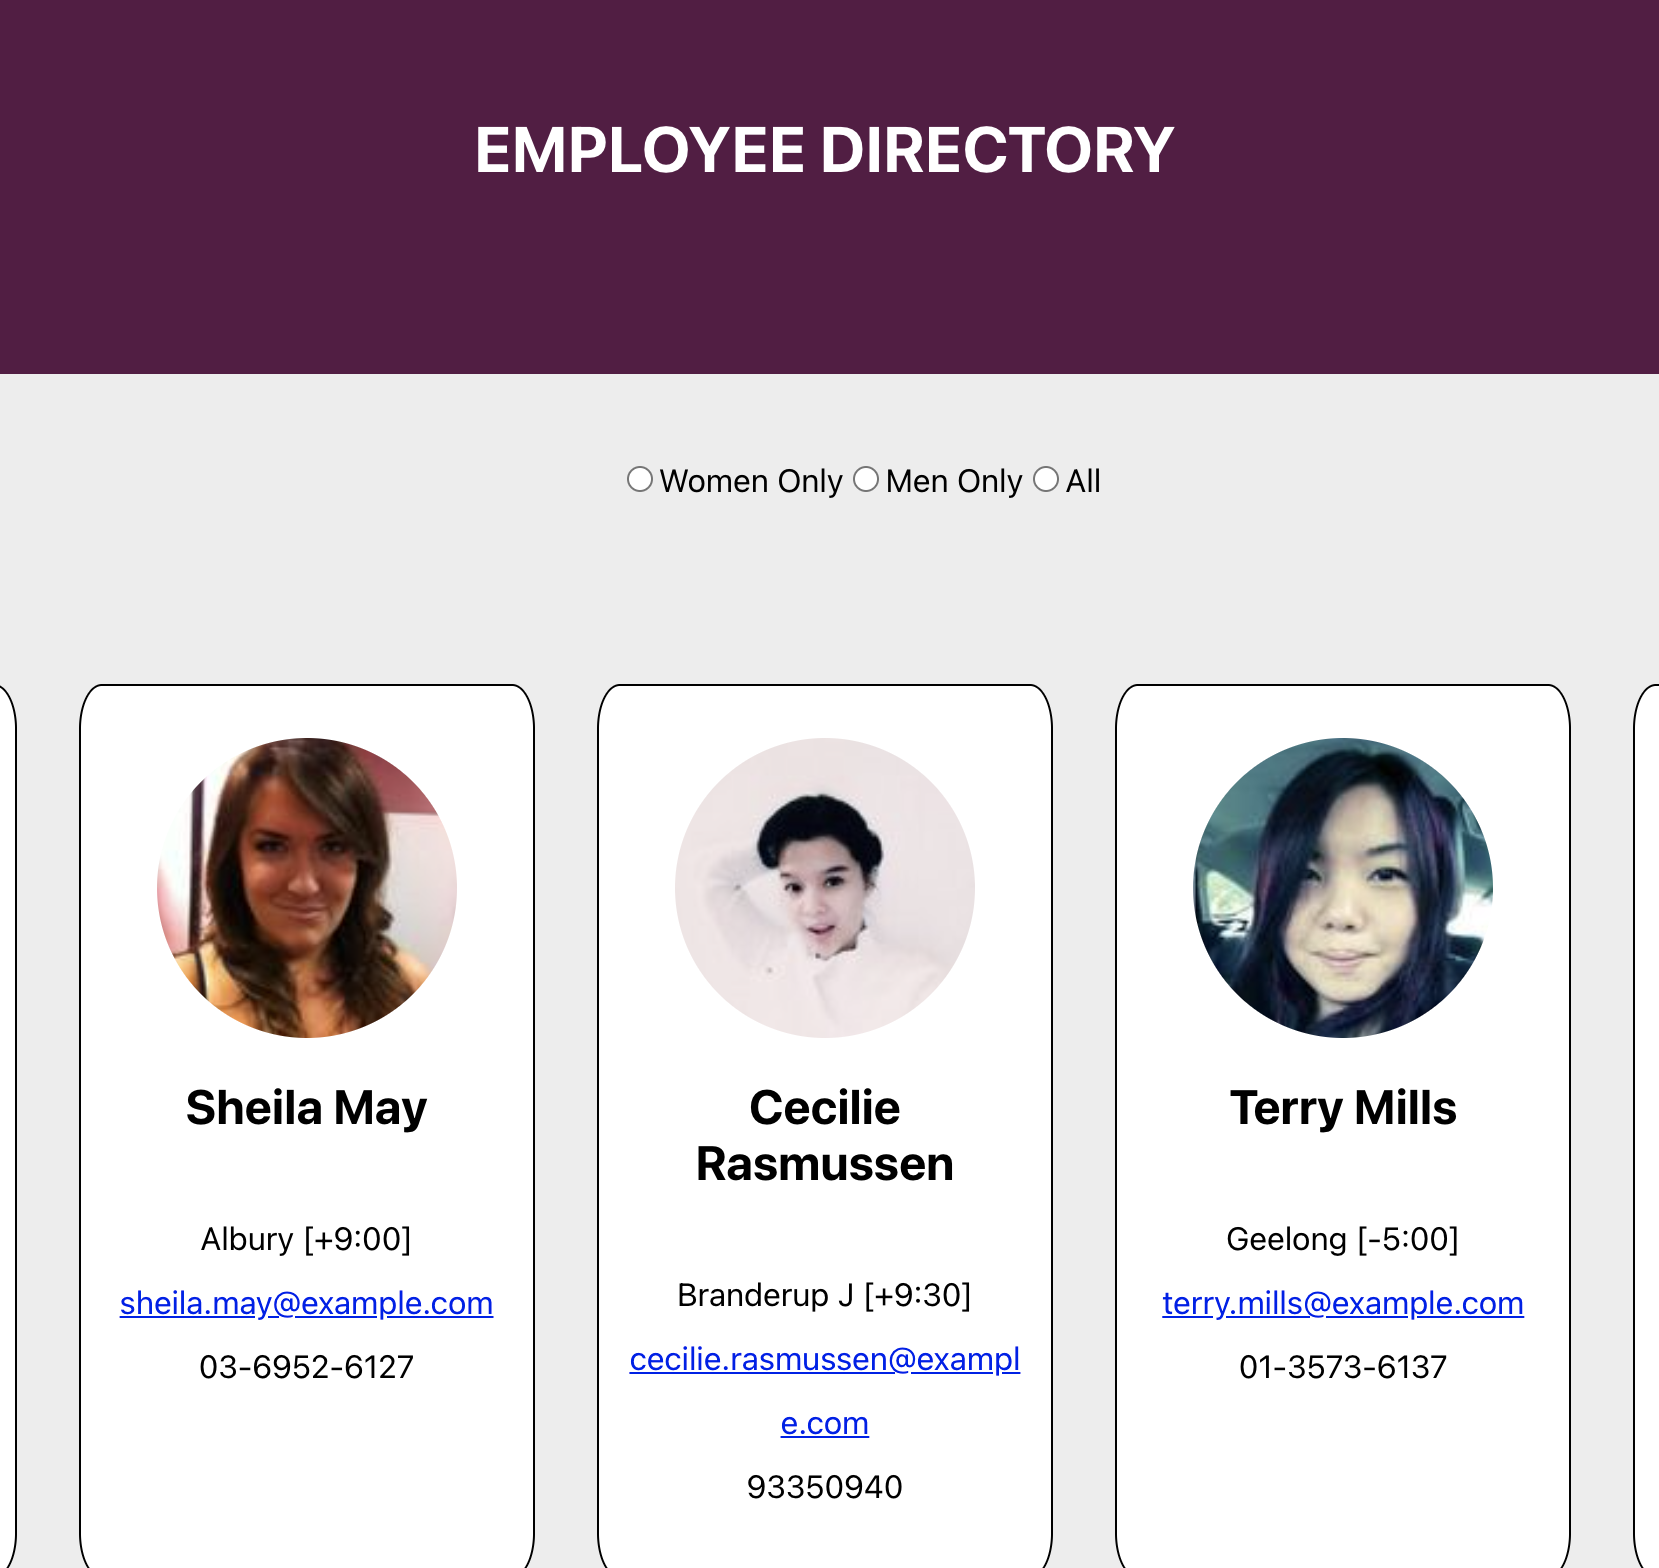 EMPLOYEE DIRECTORY
Women Only Men Only All
Sheila May
Albury [+9:00]
sheila.may@example.com
03-6952-6127
Cecilie
Rasmussen
Branderup J [+9:30]
cecilie.rasmussen@exampl
e.com
93350940
Terry Mills
Geelong [-5:00]
terry.mills@example.com
01-3573-6137